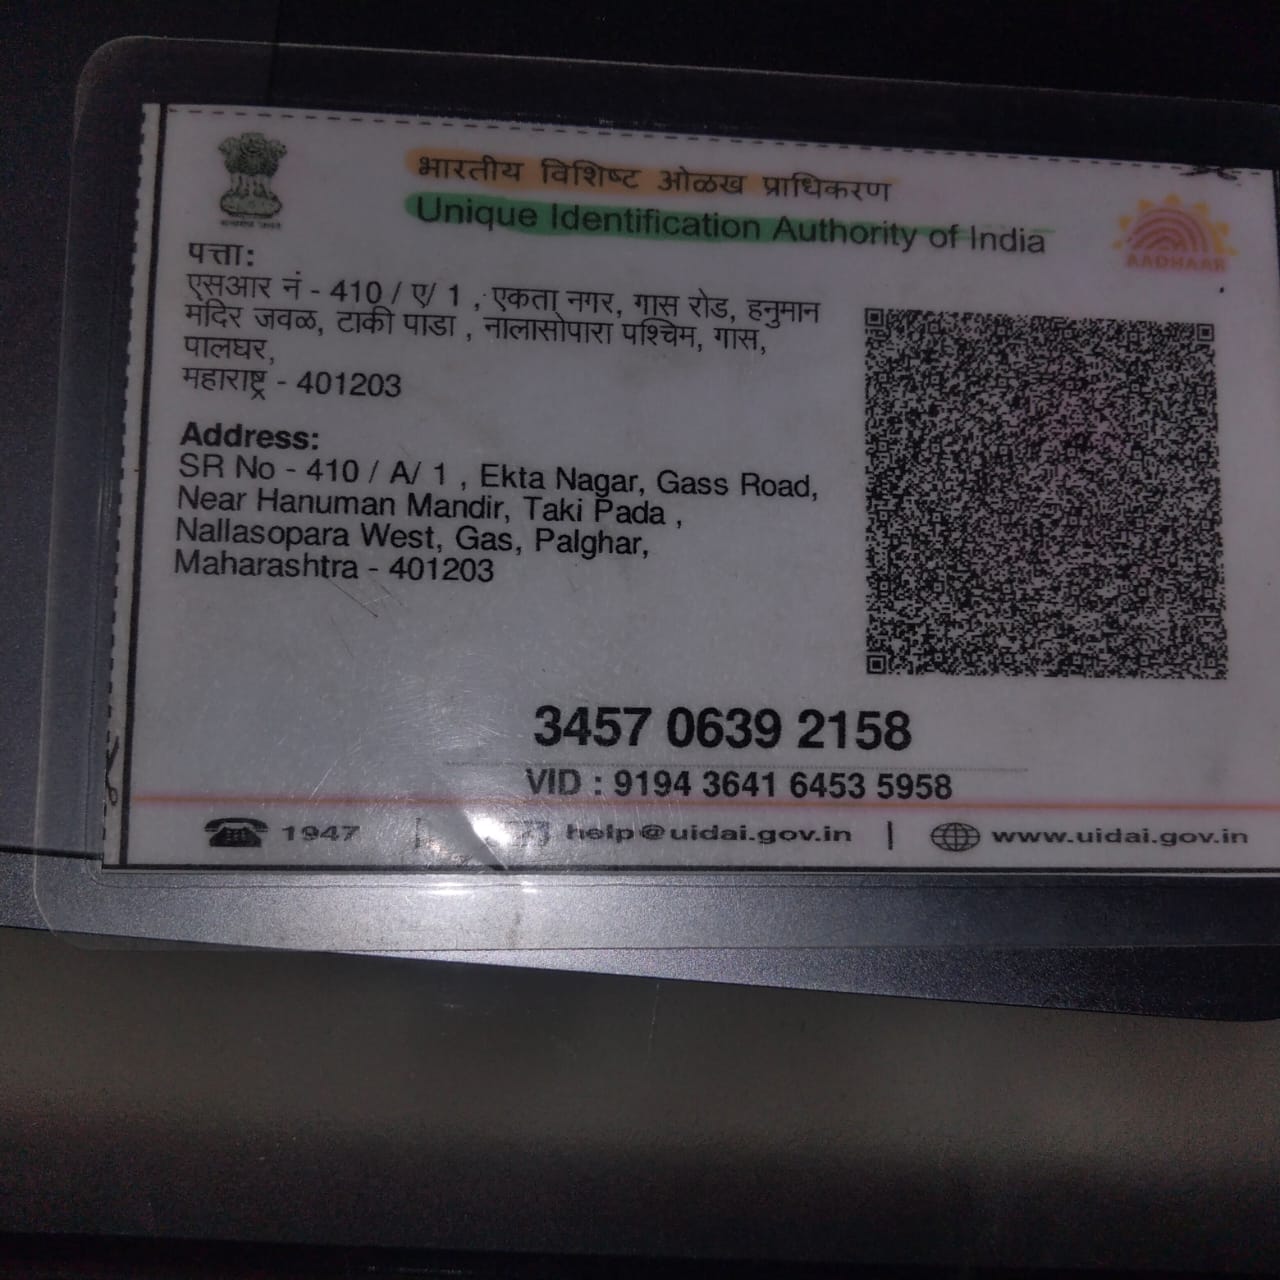 भारतीय विशिष्ट ओळख प्राधिकरण
Unique Identification Authority of India
AADHAAR
पत्ता:
एसआर नं - 410 / ए/ 1 , एकता नगर, गास रोड, हनुमान
मंदिर जवळ, टाकी पाडा , नालासोपारा पश्चिम, गास,
पालघर,
महाराष्ट्र - 401203
Address:
SR No - 410 / A/ 1 , Ekta Nagar, Gass Road,
Near Hanuman Mandir, Taki Pada ,
Nallasopara West, Gas, Palghar,
Maharashtra - 401203
3457 0639 2158
VID : 9194 3641 6453 5958
1947 | help@uidai.gov.in | www.uidai.gov.in